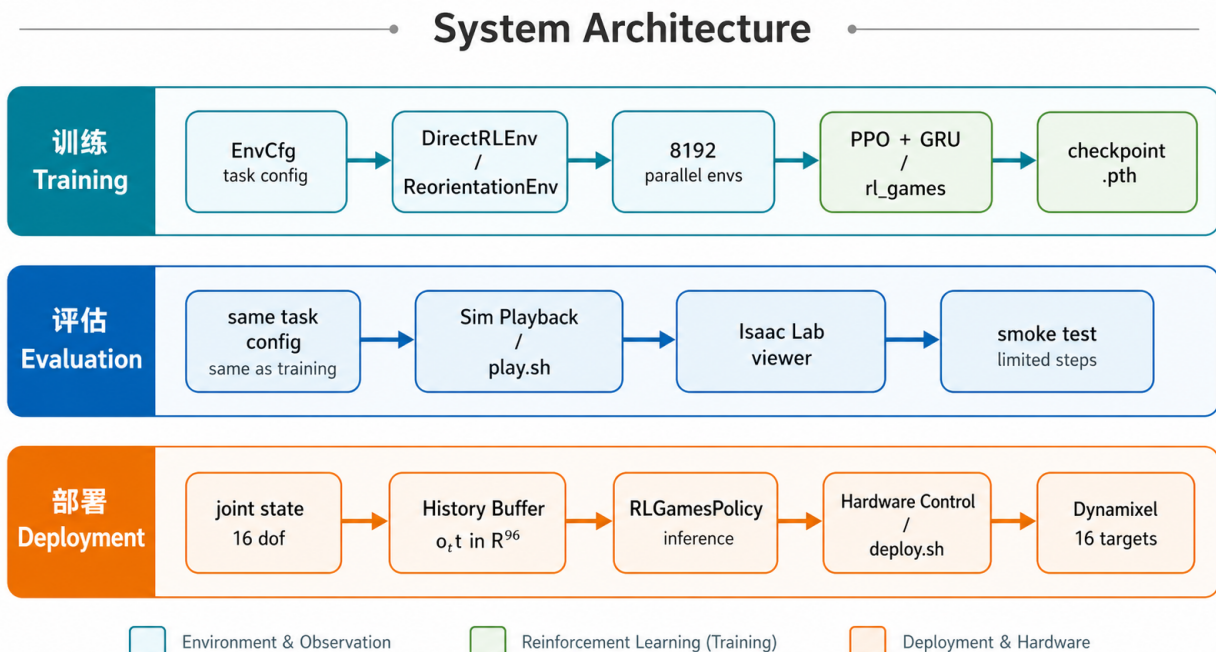 System Architecture
训练
Training
EnvCfg
task config
DirectRLEnv
/
ReorientationEnv
8192
parallel envs
PPO + GRU
/
rl_games
checkpoint
.pth
评估
Evaluation
same task
config
same as training
Sim Playback
/
play.sh
Isaac Lab
viewer
smoke test
limited steps
部署
Deployment
joint state
16 dof
History Buffer
oₜt in R⁹⁶
RLGamesPolicy
inference
Hardware Control
/
deploy.sh
Dynamixel
16 targets
Environment & Observation
Reinforcement Learning (Training)
Deployment & Hardware